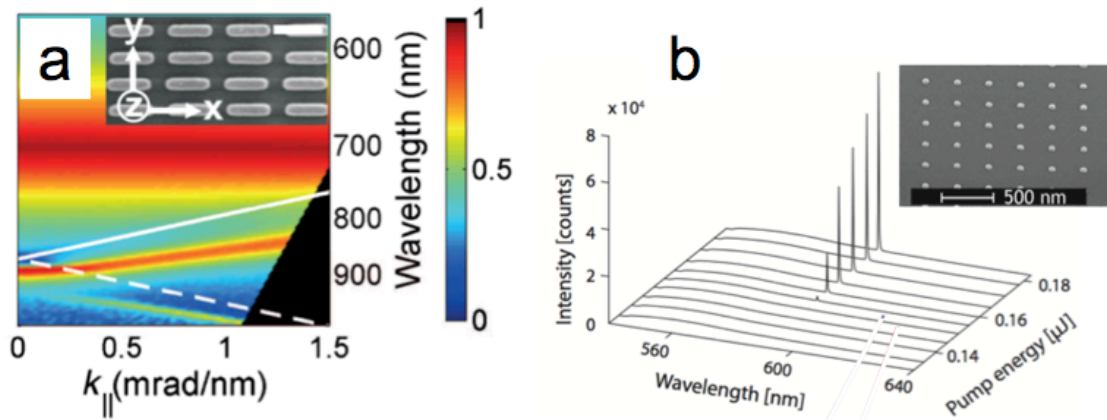 a
y
z
x
600
700
800
900
Wavelength (nm)
0
0.5
1
1.5
k||(mrad/nm)
1
0.5
0
b
x 10⁴
8
6
4
2
0
Intensity [counts]
560
600
640
Wavelength [nm]
0.14
0.16
0.18
Pump energy [µJ]
500 nm